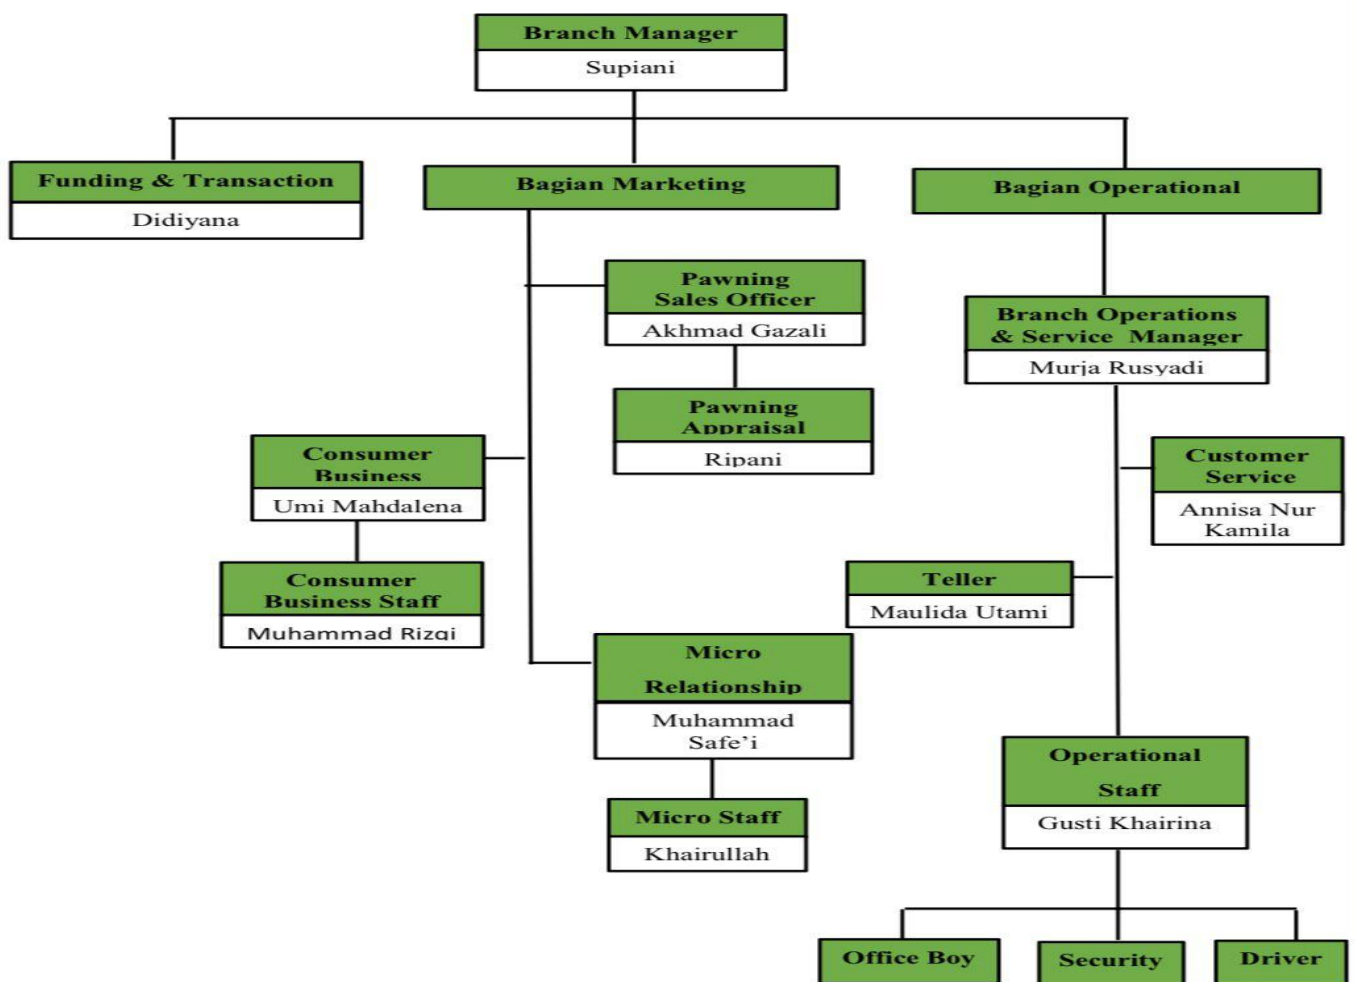 Branch Manager
Supiani
Funding & Transaction
Didiyana
Bagian Marketing
Bagian Operational
Pawning
Sales Officer
Akhmad Gazali
Branch Operations
& Service Manager
Murja Rusyadi
Pawning
Appraisal
Ripani
Consumer
Business
Umi Mahdalena
Customer
Service
Annisa Nur
Kamila
Consumer
Business Staff
Muhammad Rizqi
Teller
Maulida Utami
Micro
Relationship
Muhammad
Safe’i
Operational
Staff
Gusti Khairina
Micro Staff
Khairullah
Office Boy
Security
Driver